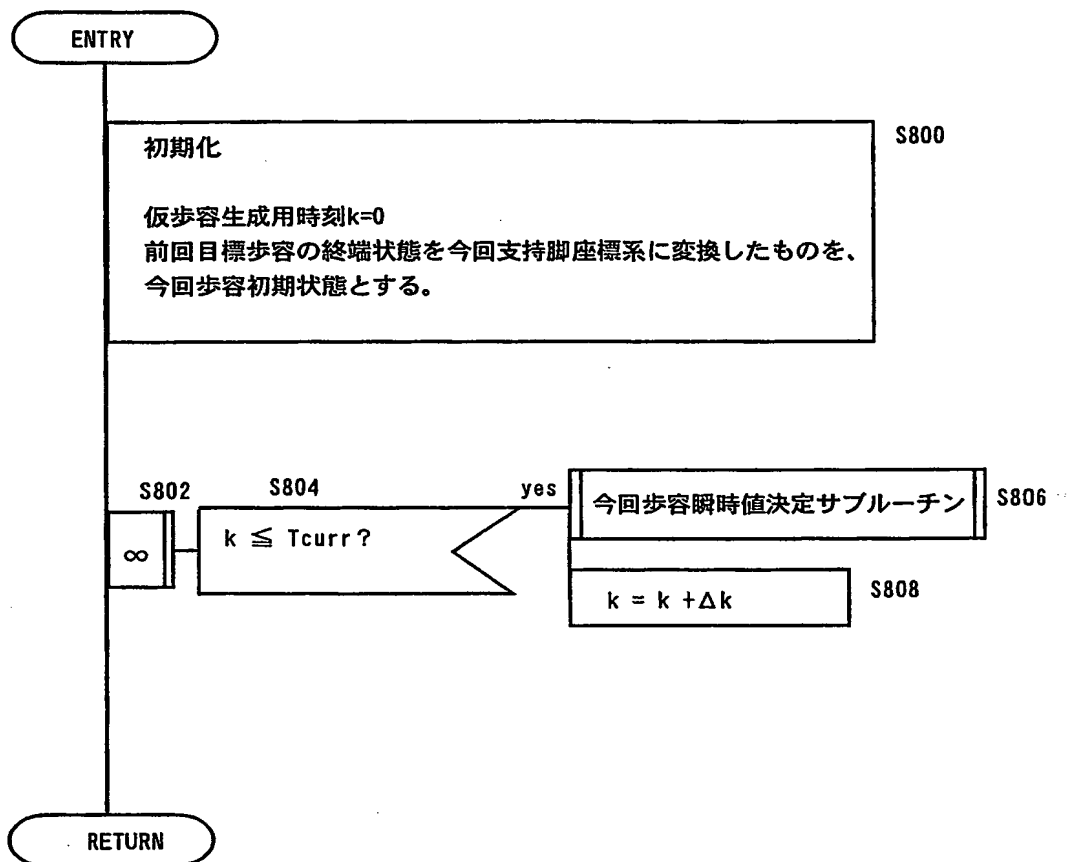 ENTRY
S800
初期化
仮歩容生成用時刻k=0
前回目標歩容の終端状態を今回支持脚座標系に変換したものを、
今回歩容初期状態とする。
S802
∞
S804
k ≦ Tcurr?
yes
今回歩容瞬時値決定サブルーチン
S806
k = k +Δk
S808
RETURN